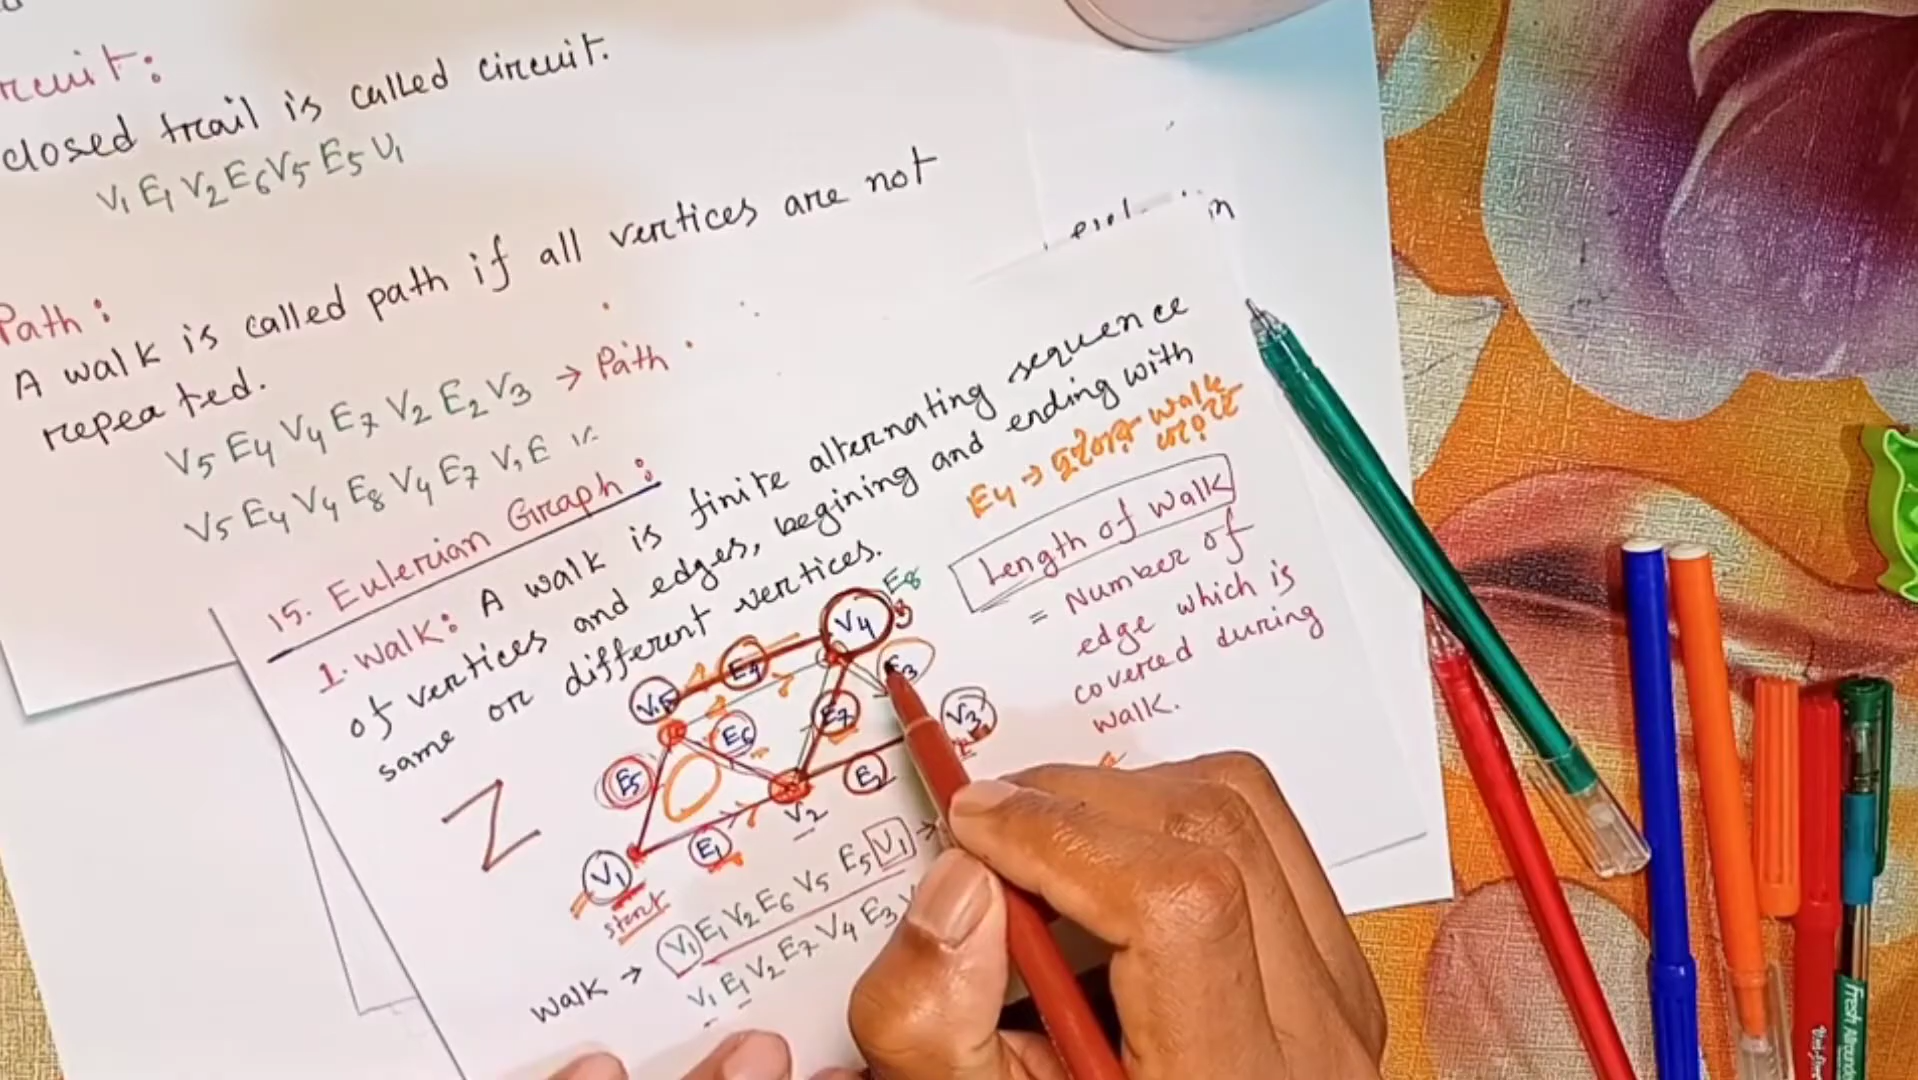 closed trail is called circuit.
V1 E1 V2 E6 V5 E5 V1
Path:
A walk is called path if all vertices are not
repeated.
V5 E4 V4 E7 V2 E2 V3 → Path
V5 E4 V4 E8 V4 E7
15. Eulerian Graph:
1. Walk: A walk is finite alternating sequence
of vertices and edges, begining and ending with
same or different vertices.
E4 →
walk
Length of walk
= Number of
edge which is
covered during
walk.
E8
V4
E4
E3
V5
E7
V3
E6
E5
E2
V2
E1
V1
start
Walk → V1 E1 V2 E6 V5 E5 V1 →
V1 E1 V2 E7 V4 E3